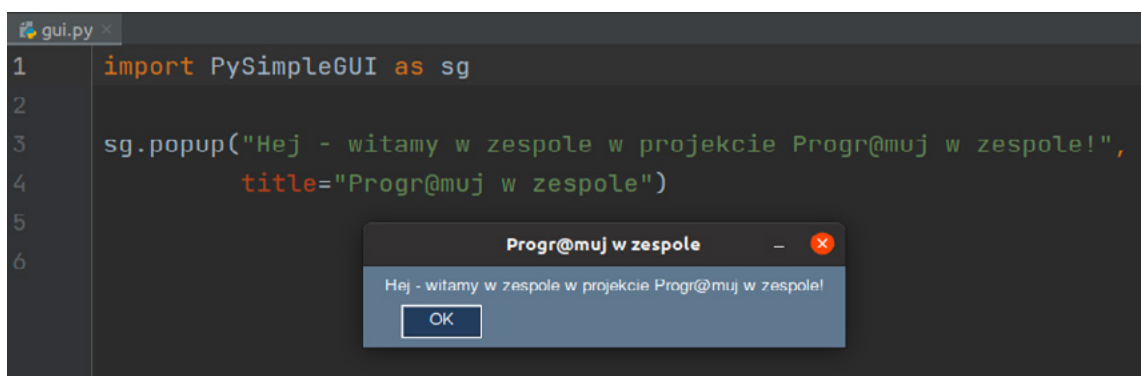 gui.py
1 import PySimpleGUI as sg
2
3 sg.popup("Hej - witamy w zespole w projekcie Progr@muj w zespole!",
4 title="Progr@muj w zespole")
5
6
Progr@muj w zespole
Hej - witamy w zespole w projekcie Progr@muj w zespole!
OK